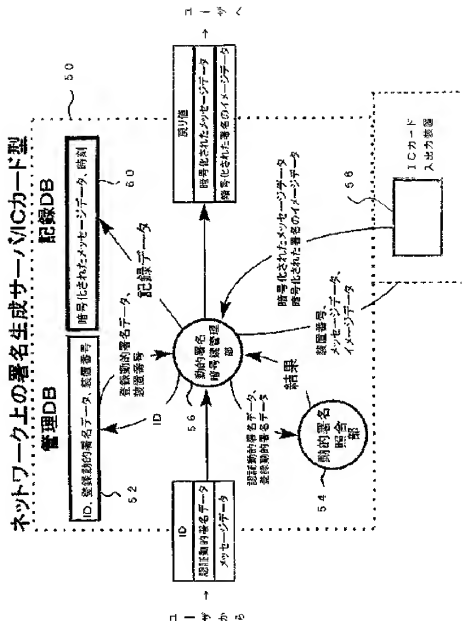 ネットワーク上の署名生成サーバ/ICカード型
管理DB
記録DB
50
ID、登録動的署名データ、装置番号
暗号化されたメッセージデータ、時刻
52
60
ID
登録動的署名データ、
装置番号
記録データ
ユーザから
ID
認証動的署名データ
メッセージデータ
56
動的署名
暗号鍵管理
部
戻り値
暗号化されたメッセージデータ
暗号化された署名のイメージデータ
ユーザへ
認証動的署名データ、
登録動的署名データ
結果
動的署名
照合
部
54
装置番号、
メッセージデータ、
イメージデータ
暗号化されたメッセージデータ
暗号化された署名のイメージデータ
ICカード
入出力装置